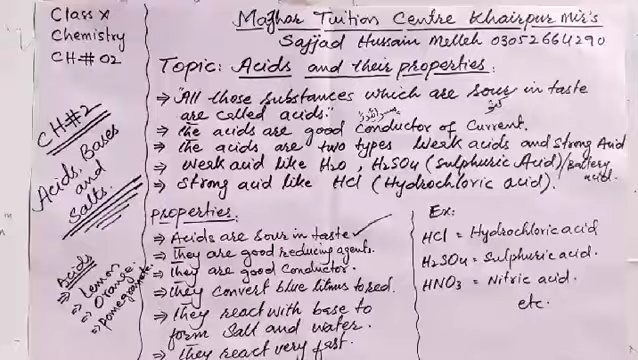 Class X
Chemistry
CH# 02
CH#2
Acids, Bases
and
Salts.
Acids
⇒ Lemon
⇒ Orange
⇒ Pomegranate
Mazhar Tuition Centre Khairpur Mir's
Sajjad Hussain Melleh 03052664290
Topic: Acids and their properties.
⇒ "All those substances which are sour in taste
are called acids."
⇒ The acids are good conductor of Current.
⇒ The acids are two types Weak acids and Strong Acid
⇒ Weak acid like H2O, H2SO4 (Sulphuric Acid)/Battery
acid.
⇒ Strong acid like HCl (Hydrochloric acid).
Properties:
⇒ Acids are sour in taste ✓
⇒ They are good reducing agents.
⇒ They are good conductor.
⇒ they convert blue litmus to red.
⇒ They react with base to
form Salt and water.
⇒ They react very fast.
Ex:
HCl = Hydrochloric acid
H2SO4 = Sulphuric acid.
HNO3 = Nitric acid.
etc.